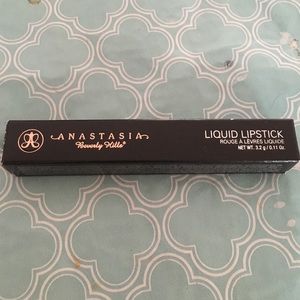 ANASTASIA
Beverly Hills®
LIQUID LIPSTICK
ROUGE À LÈVRES LIQUIDE
NET WT. 3.2 g / 0.11 Oz.